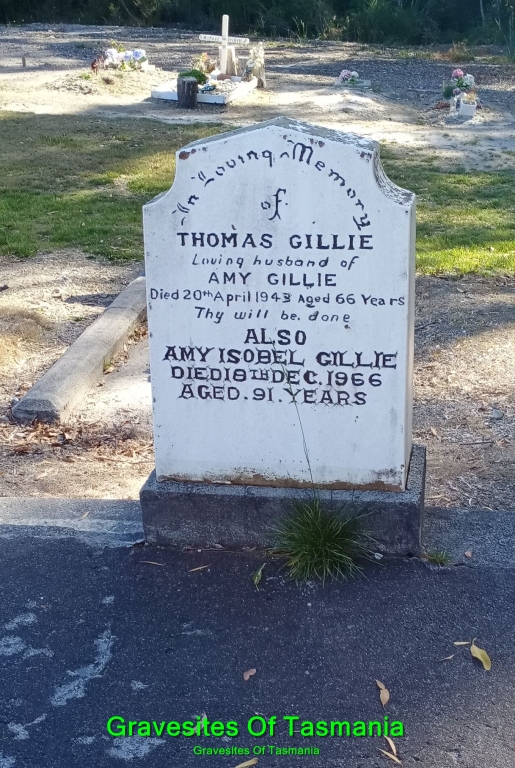 In Loving Memory
of
THOMAS GILLIE
Loving husband of
AMY GILLIE
Died 20th April 1943 Aged 66 Years
Thy will be done
ALSO
AMY ISOBEL GILLIE
DIED 18TH DEC. 1966
AGED. 91. YEARS
Gravesites Of Tasmania
Gravesites Of Tasmania